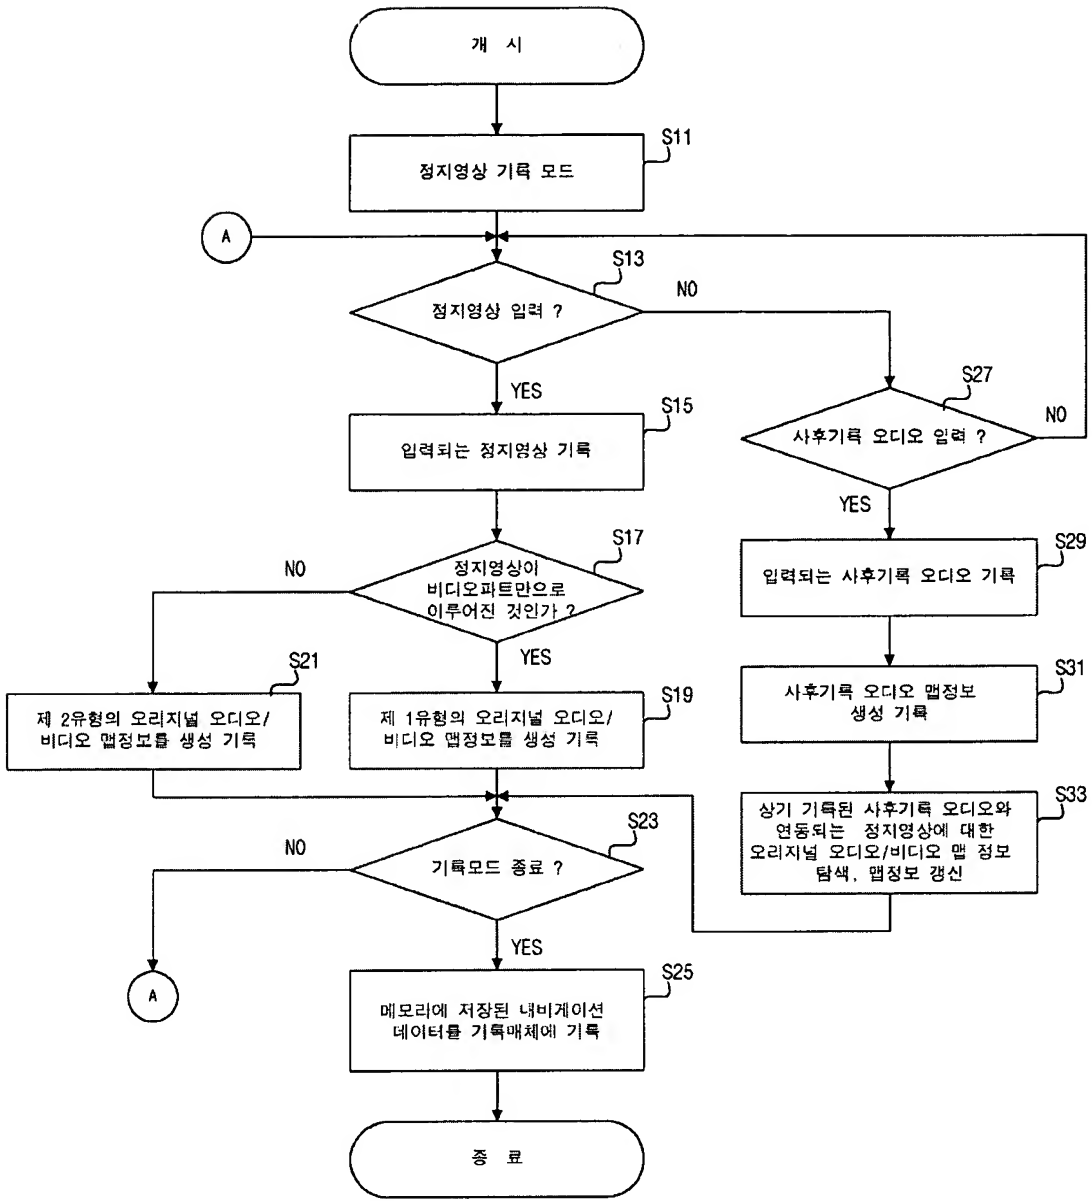 개 시
S11
정지영상 기록 모드
A
S13
정지영상 입력 ?
NO
YES
S27
사후기록 오디오 입력 ?
NO
YES
S15
입력되는 정지영상 기록
S17
정지영상이
비디오파트만으로
이루어진 것인가 ?
NO
YES
S29
입력되는 사후기록 오디오 기록
S21
제 2유형의 오리지널 오디오/
비디오 맵정보를 생성 기록
S19
제 1유형의 오리지널 오디오/
비디오 맵정보를 생성 기록
S31
사후기록 오디오 맵정보
생성 기록
S33
상기 기록된 사후기록 오디오와
연동되는 정지영상에 대한
오리지널 오디오/비디오 맵 정보
탐색, 맵정보 갱신
S23
기록모드 종료 ?
NO
YES
A
S25
메모리에 저장된 내비게이션
데이터를 기록매체에 기록
종 료